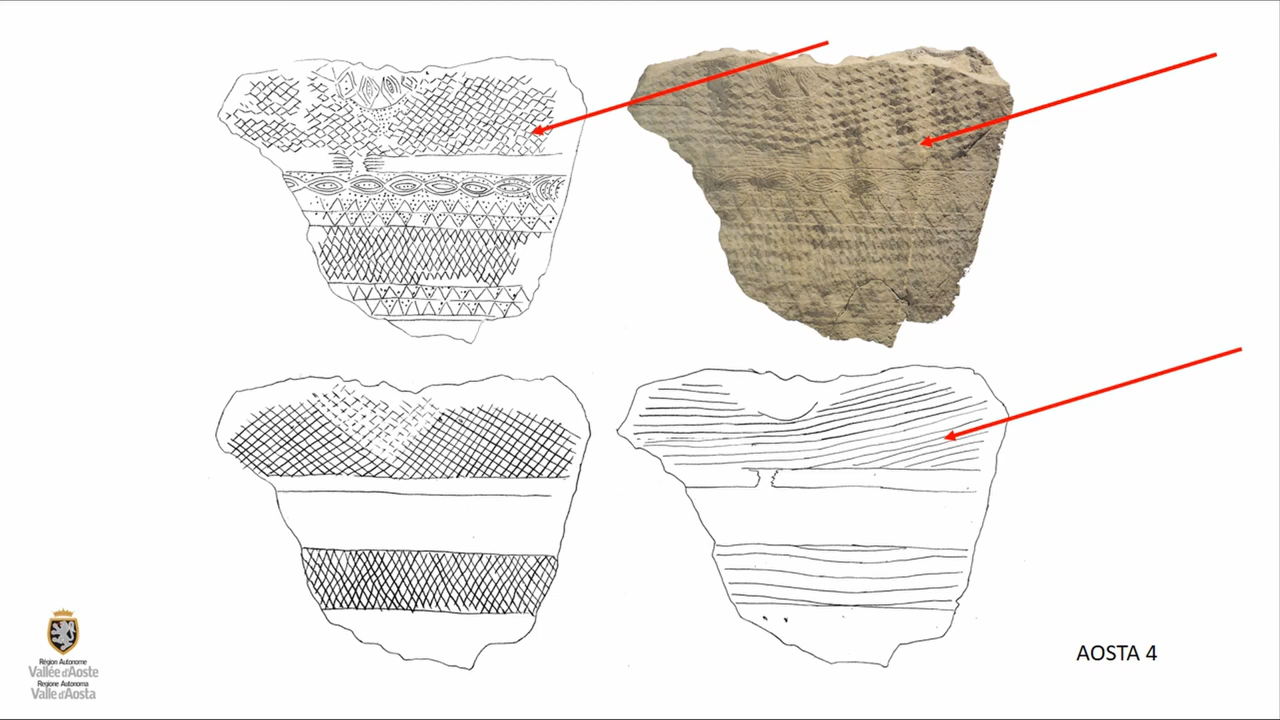 AOSTA 4
Région Autonome
Vallée d'Aoste
Regione Autonoma
Valle d'Aosta